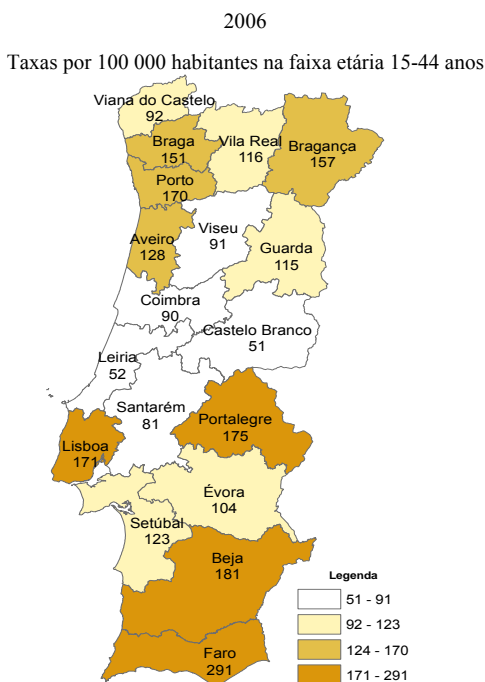 2006
Taxas por 100 000 habitantes na faixa etária 15-44 anos
Viana do Castelo
92
Braga
151
Vila Real
116
Bragança
157
Porto
170
Viseu
91
Aveiro
128
Guarda
115
Coimbra
90
Castelo Branco
51
Leiria
52
Santarém
81
Portalegre
175
Lisboa
171
Évora
104
Setúbal
123
Beja
181
Faro
291
Legenda
51 - 91
92 - 123
124 - 170
171 - 291